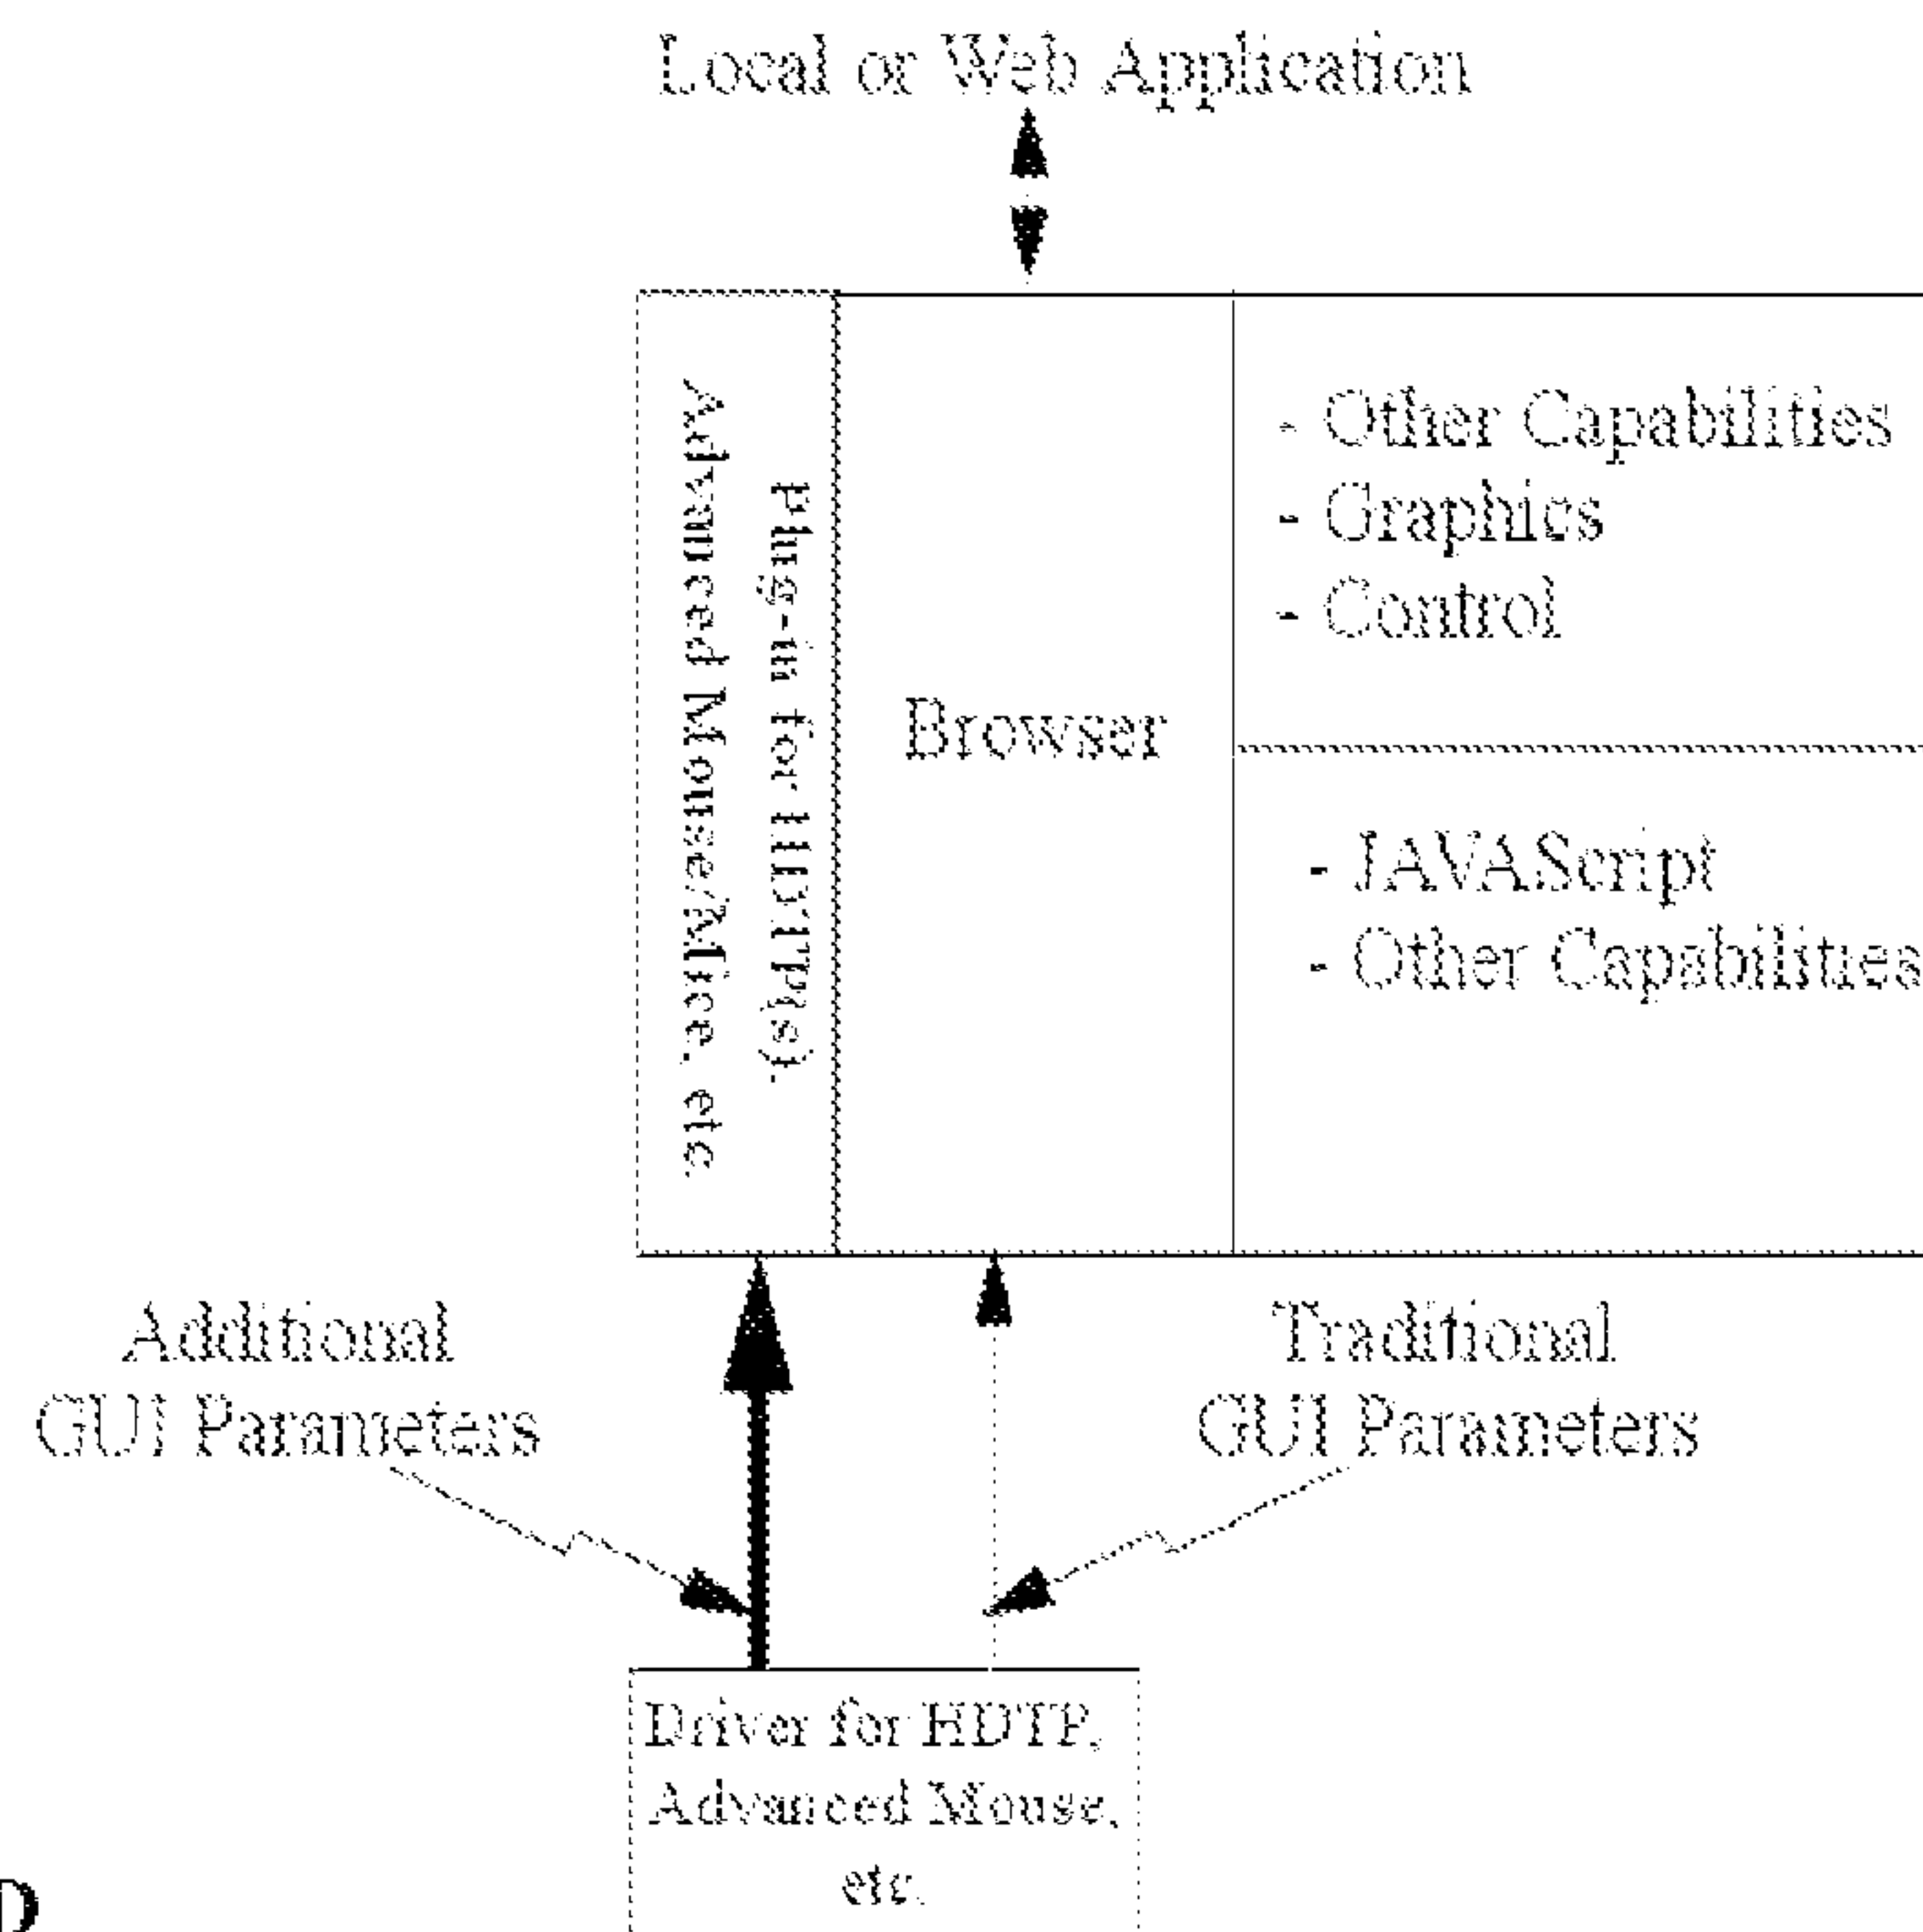 Local or Web Application
Plug-in for HDTP(s),
Advanced Mouse/Mice, etc.
Browser
- Other Capabilities
- Graphics
- Control
- JAVAScript
- Other Capabilities
Additional
GUI Parameters
Traditional
GUI Parameters
Driver for HDTP,
Advanced Mouse,
etc.